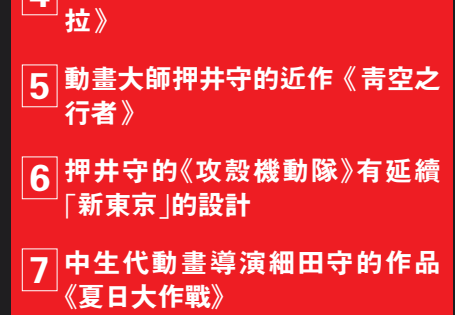 4
拉》
5 動畫大師押井守的近作《青空之
行者》
6 押井守的《攻殼機動隊》有延續
「新東京」的設計
7 中生代動畫導演細田守的作品
《夏日大作戰》